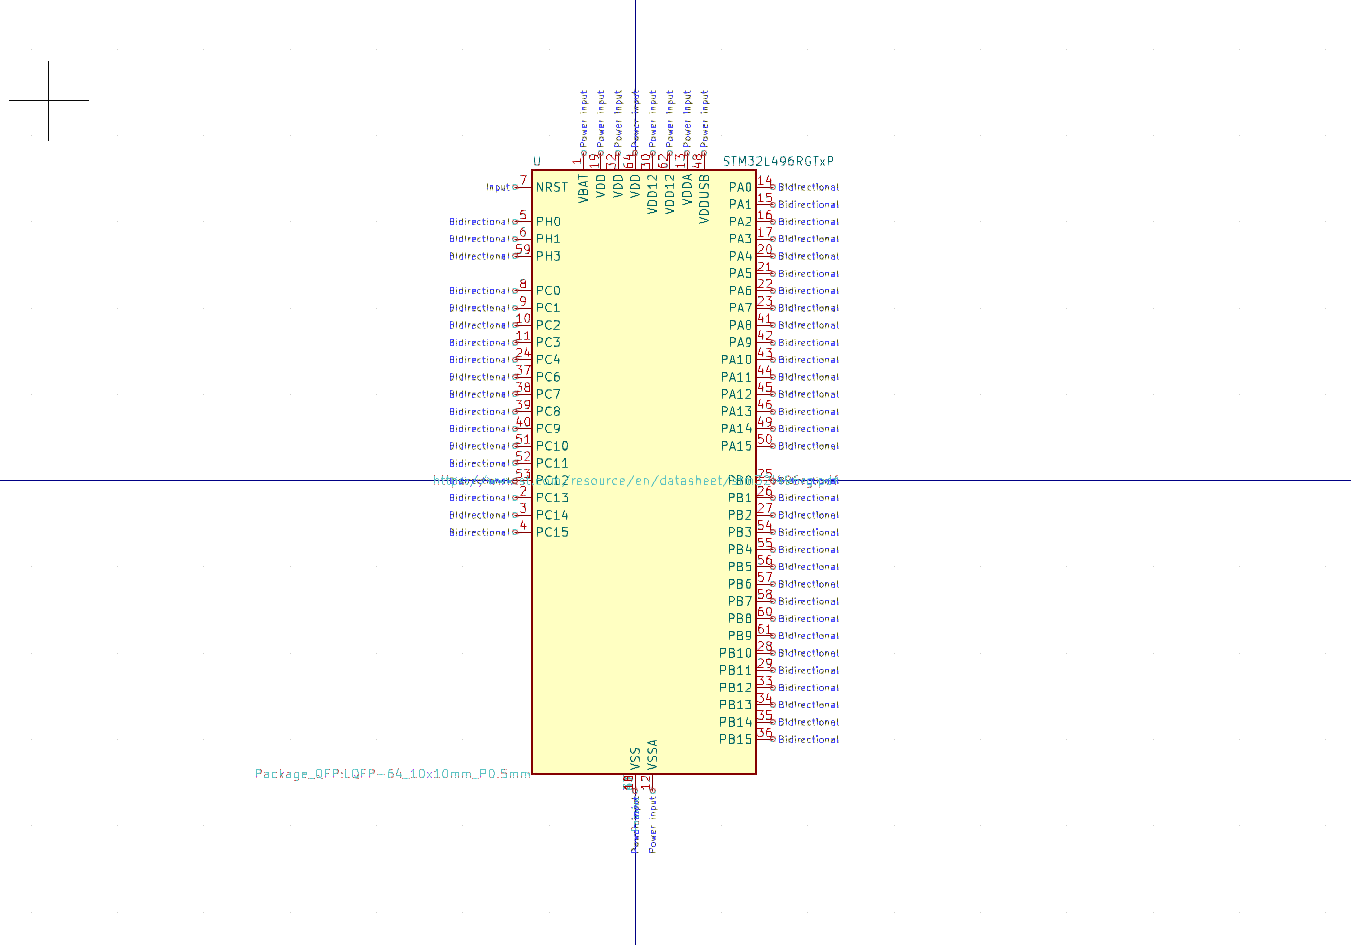 Power input Power input Power input Power input Power input Power input Power input Power input
1 19 32 64 30 62 13 48
U STM32L496RGTxP
VBAT VDD VDD VDD VDD12 VDD12 VDDA VDDUSB
Input 7 NRST PA0 14 Bidirectional
PA1 15 Bidirectional
Bidirectional 5 PH0 PA2 16 Bidirectional
Bidirectional 6 PH1 PA3 17 Bidirectional
Bidirectional 59 PH3 PA4 20 Bidirectional
PA5 21 Bidirectional
Bidirectional 8 PC0 PA6 22 Bidirectional
Bidirectional 9 PC1 PA7 23 Bidirectional
Bidirectional 10 PC2 PA8 41 Bidirectional
Bidirectional 11 PC3 PA9 42 Bidirectional
Bidirectional 24 PC4 PA10 43 Bidirectional
Bidirectional 37 PC6 PA11 44 Bidirectional
Bidirectional 38 PC7 PA12 45 Bidirectional
Bidirectional 39 PC8 PA13 46 Bidirectional
Bidirectional 40 PC9 PA14 49 Bidirectional
Bidirectional 51 PC10 PA15 50 Bidirectional
Bidirectional 52 PC11
53 PC12 /resource/en/datasheet/ PB0 25
Bidirectional 2 PC13 PB1 26 Bidirectional
Bidirectional 3 PC14 PB2 27 Bidirectional
Bidirectional 4 PC15 PB3 54 Bidirectional
PB4 55 Bidirectional
PB5 56 Bidirectional
PB6 57 Bidirectional
PB7 58 Bidirectional
PB8 60 Bidirectional
PB9 61 Bidirectional
PB10 28 Bidirectional
PB11 29 Bidirectional
PB12 33 Bidirectional
PB13 34 Bidirectional
PB14 35 Bidirectional
PB15 36 Bidirectional
VSS VSSA
Package_QFP:LQFP-64_10x10mm_P0.5mm
12
Power input